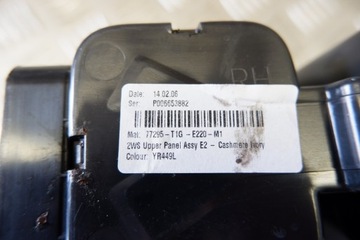 RH
Date: 14.02.06
Ser: P006653882
Mat: 77295-T1G-E220-M1
2WS Upper Panel Assy E2 - Cashmere Ivory
Colour: YR449L